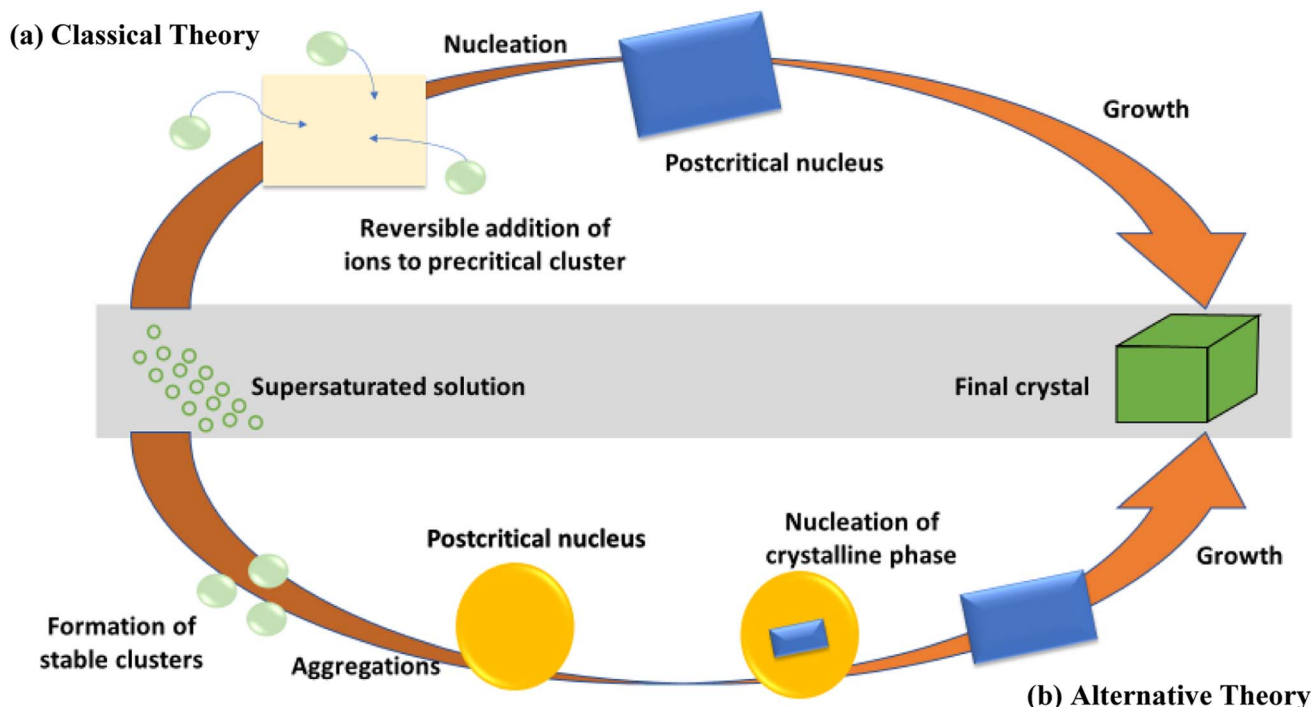 (a) Classical Theory
Nucleation
Growth
Postcritical nucleus
Reversible addition of
ions to precritical cluster
Supersaturated solution
Final crystal
Postcritical nucleus
Nucleation of
crystalline phase
Growth
Formation of
stable clusters
Aggregations
(b) Alternative Theory